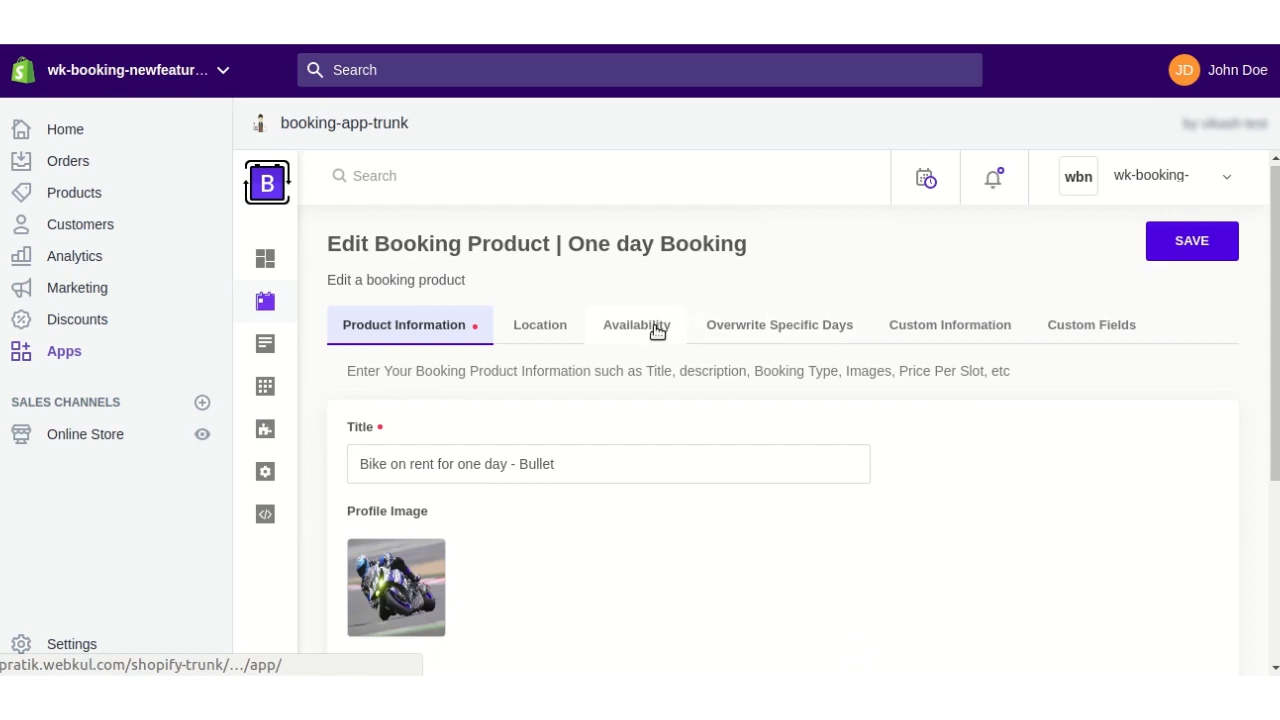 wk-booking-newfeatur...
Search
JD
John Doe
Home
Orders
Products
Customers
Analytics
Marketing
Discounts
Apps
SALES CHANNELS
Online Store
Settings
booking-app-trunk
B
Search
wbn
wk-booking-
Edit Booking Product | One day Booking
SAVE
Edit a booking product
Product Information
Location
Availability
Overwrite Specific Days
Custom Information
Custom Fields
Enter Your Booking Product Information such as Title, description, Booking Type, Images, Price Per Slot, etc
Title
Bike on rent for one day - Bullet
Profile Image
pratik.webkul.com/shopify-trunk/.../app/